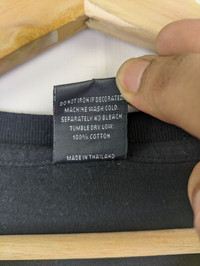 DO NOT IRON IF DECORATED
MACHINE WASH COLD.
SEPARATELY NO BLEACH
TUMBLE DRY LOW.
100% COTTON
MADE IN THAILAND